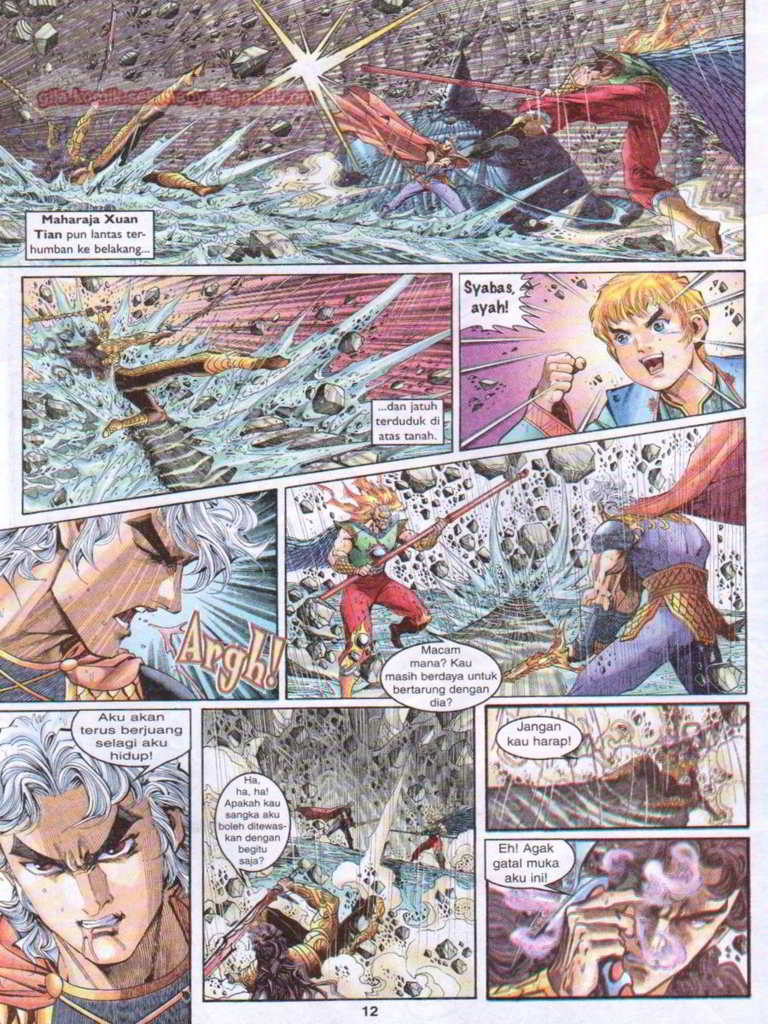 Maharaja Xuan
Tian pun lantas ter-
humban ke belakang...
Syabas,
ayah!
...dan jatuh
terduduk di
atas tanah.
Argh!
Macam
mana? Kau
masih berdaya untuk
bertarung dengan
dia?
Aku akan
terus berjuang
selagi aku
hidup!
Ha,
ha, ha!
Apakah kau
sangka aku
boleh ditewas-
kan dengan
begitu
saja?
Jangan
kau harap!
Eh! Agak
gatal muka
aku ini!
12